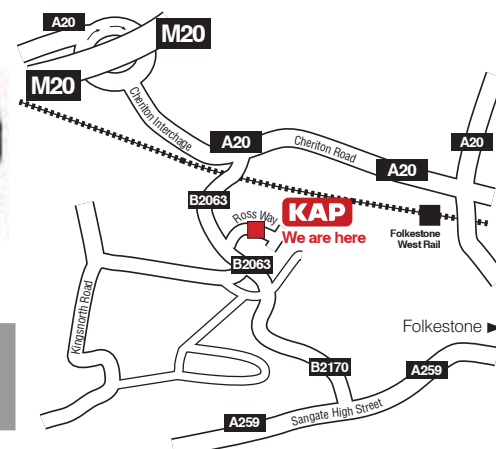 A20
M20
M20
Cheriton Interchage
A20
Cheriton Road
A20
A20
B2063
Ross Way
KAP
We are here
Folkestone
West Rail
B2063
Kingsnorth Road
Folkestone
B2170
A259
Sangate High Street
A259